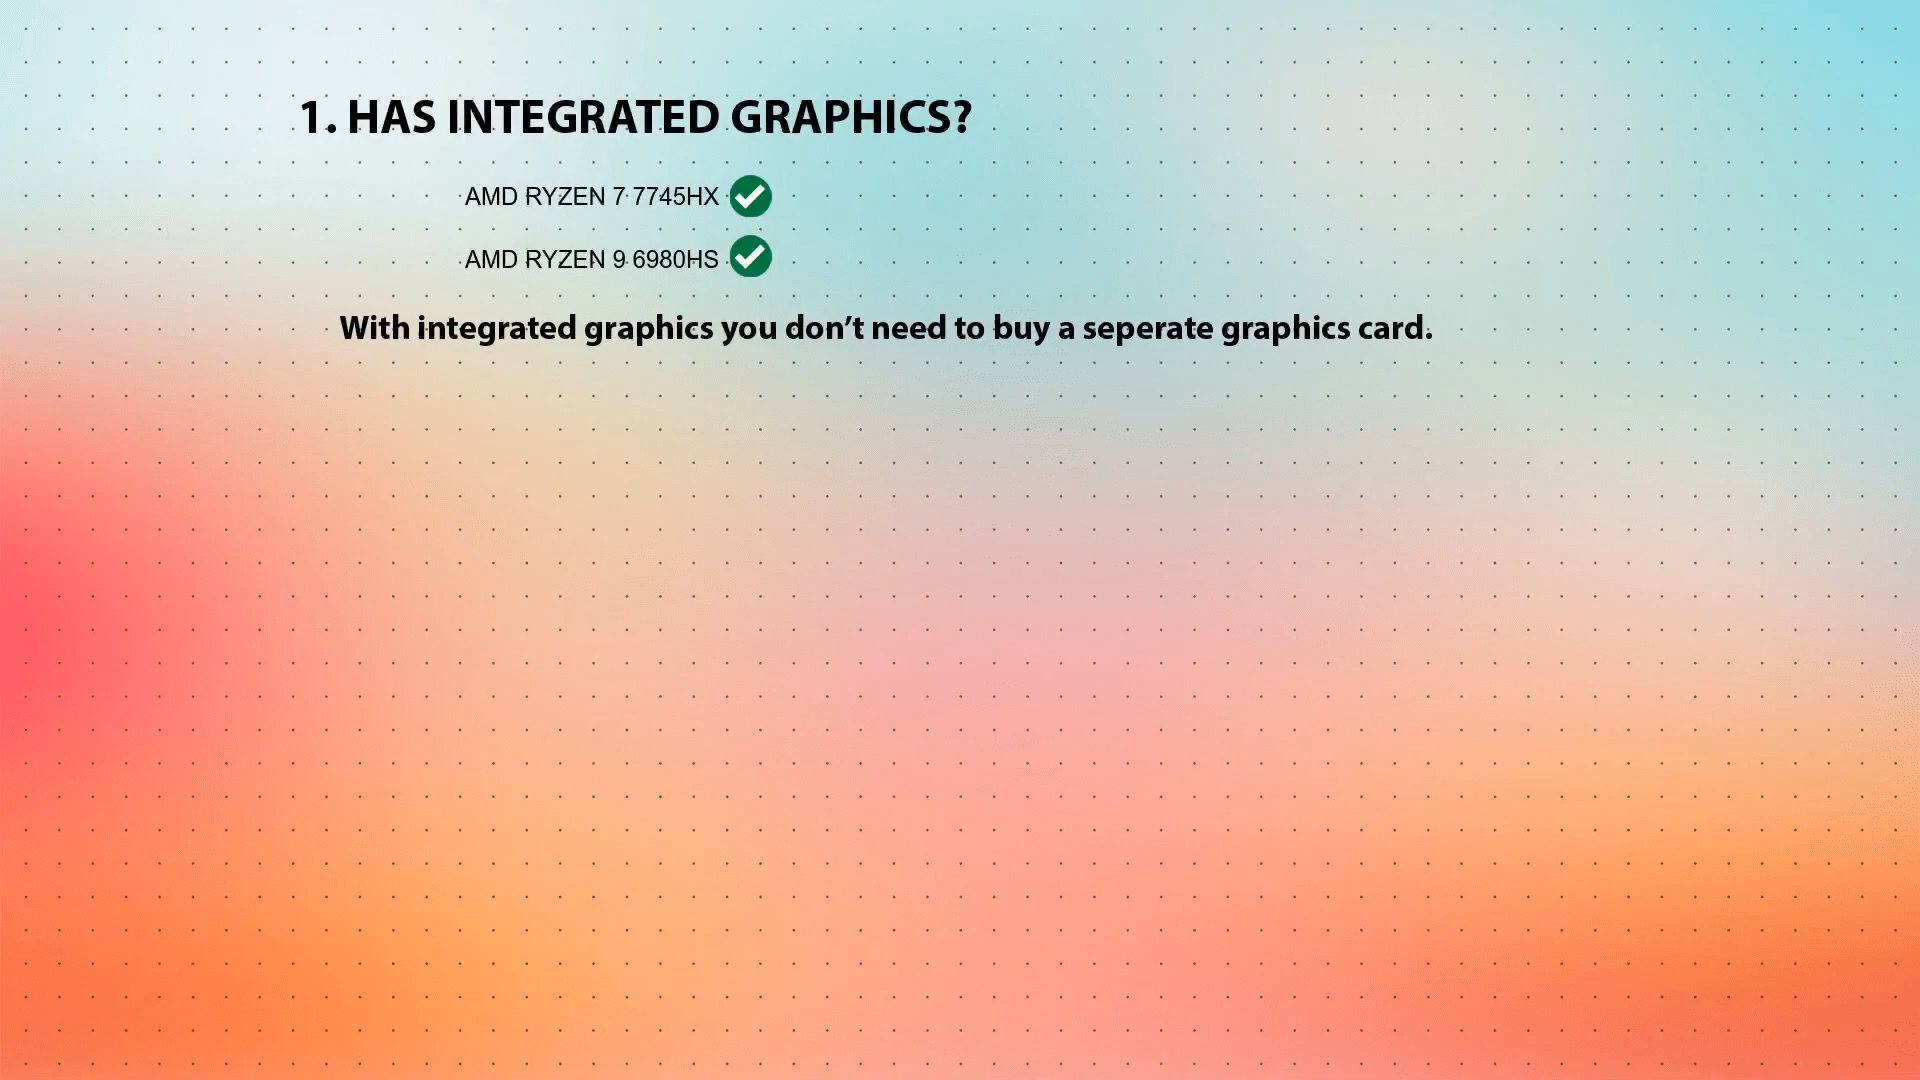 1. HAS INTEGRATED GRAPHICS?
AMD RYZEN 7 7745HX
AMD RYZEN 9 6980HS
With integrated graphics you don’t need to buy a seperate graphics card.